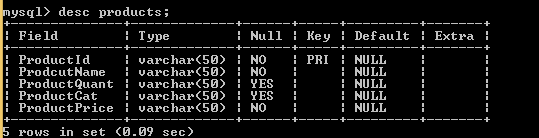 mysql> desc products;
+--------------+-------------+------+-----+---------+-------+
| Field        | Type        | Null | Key | Default | Extra |
+--------------+-------------+------+-----+---------+-------+
| ProductId    | varchar(50) | NO   | PRI | NULL    |       |
| ProdcutName  | varchar(50) | NO   |     | NULL    |       |
| ProductQuant | varchar(50) | YES  |     | NULL    |       |
| ProductCat   | varchar(50) | YES  |     | NULL    |       |
| ProductPrice | varchar(50) | NO   |     | NULL    |       |
+--------------+-------------+------+-----+---------+-------+
5 rows in set (0.09 sec)